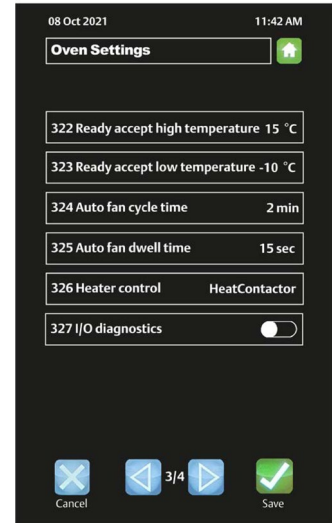 08 Oct 2021 11:42 AM
Oven Settings
322 Ready accept high temperature 15 °C
323 Ready accept low temperature -10 °C
324 Auto fan cycle time 2 min
325 Auto fan dwell time 15 sec
326 Heater control HeatContactor
327 I/O diagnostics
3/4
Cancel Save